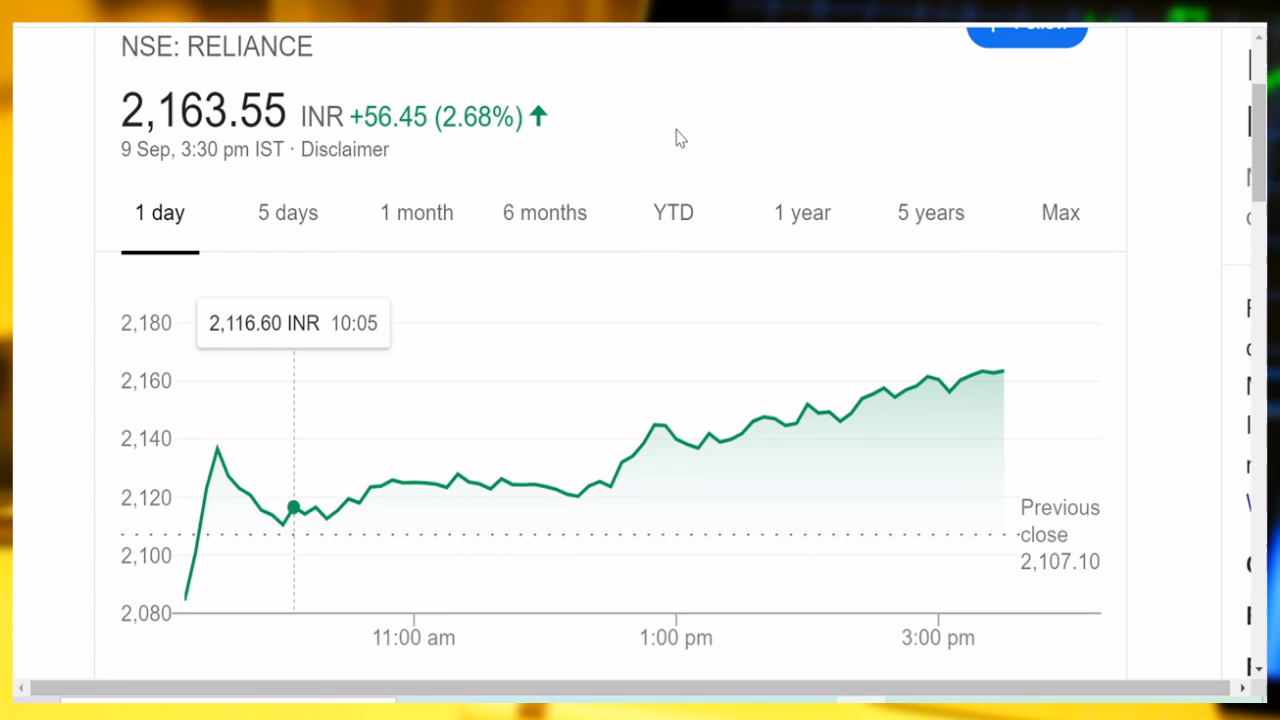 NSE: RELIANCE
2,163.55 INR +56.45 (2.68%)
9 Sep, 3:30 pm IST · Disclaimer
1 day 5 days 1 month 6 months YTD 1 year 5 years Max
2,116.60 INR 10:05
2,180
2,160
2,140
2,120
2,100
2,080
Previous
close
2,107.10
11:00 am 1:00 pm 3:00 pm